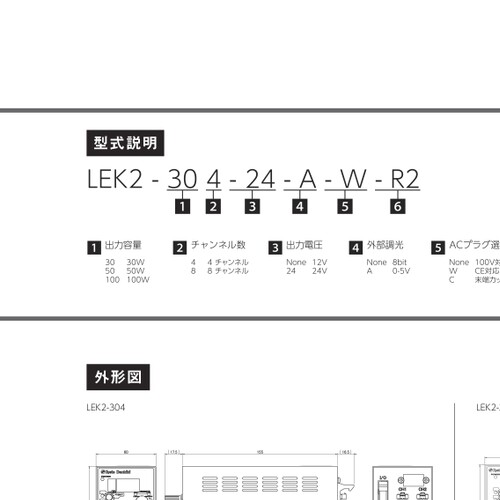 型式説明
LEK2 - 30 4 - 24 - A - W - R2
1 2 3 4 5 6
1 出力容量
30 30W
50 50W
100 100W
2 チャンネル数
4 4 チャンネル
8 8 チャンネル
3 出力電圧
None 12V
24 24V
4 外部調光
None 8bit
A 0-5V
5 ACプラグ選
None 100V対
W CE対応
C 末端カッ
外形図
LEK2-304
LEK2-